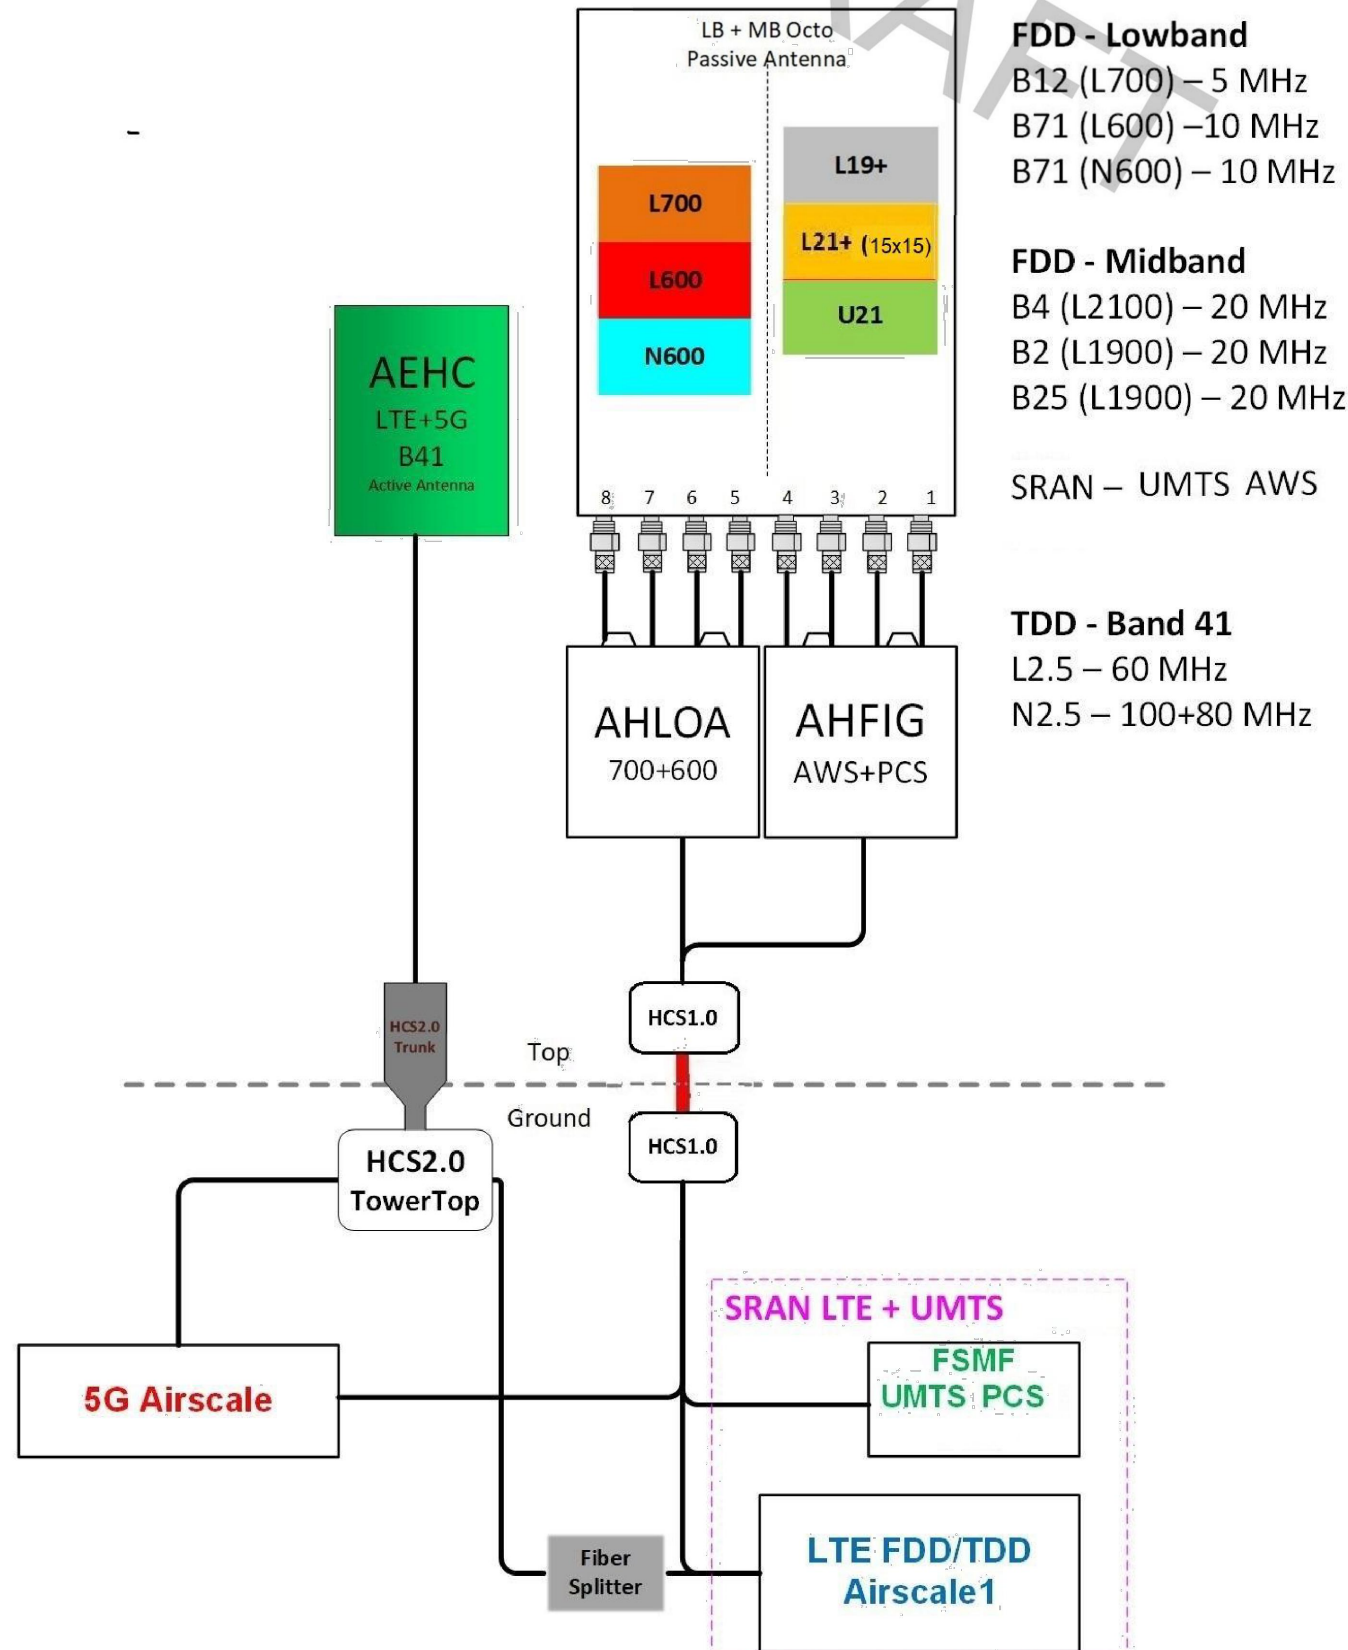 LB + MB Octo
Passive Antenna
L700
L600
N600
L19+
L21+ (15x15)
U21
8 7 6 5 4 3 2 1
AEHC
LTE+5G
B41
Active Antenna
AHLOA
700+600
AHFIG
AWS+PCS
FDD - Lowband
B12 (L700) – 5 MHz
B71 (L600) –10 MHz
B71 (N600) – 10 MHz
FDD - Midband
B4 (L2100) – 20 MHz
B2 (L1900) – 20 MHz
B25 (L1900) – 20 MHz
SRAN – UMTS AWS
TDD - Band 41
L2.5 – 60 MHz
N2.5 – 100+80 MHz
HCS2.0
Trunk
HCS1.0
Top
Ground
HCS1.0
HCS2.0
TowerTop
SRAN LTE + UMTS
5G Airscale
FSMF
UMTS PCS
Fiber
Splitter
LTE FDD/TDD
Airscale1